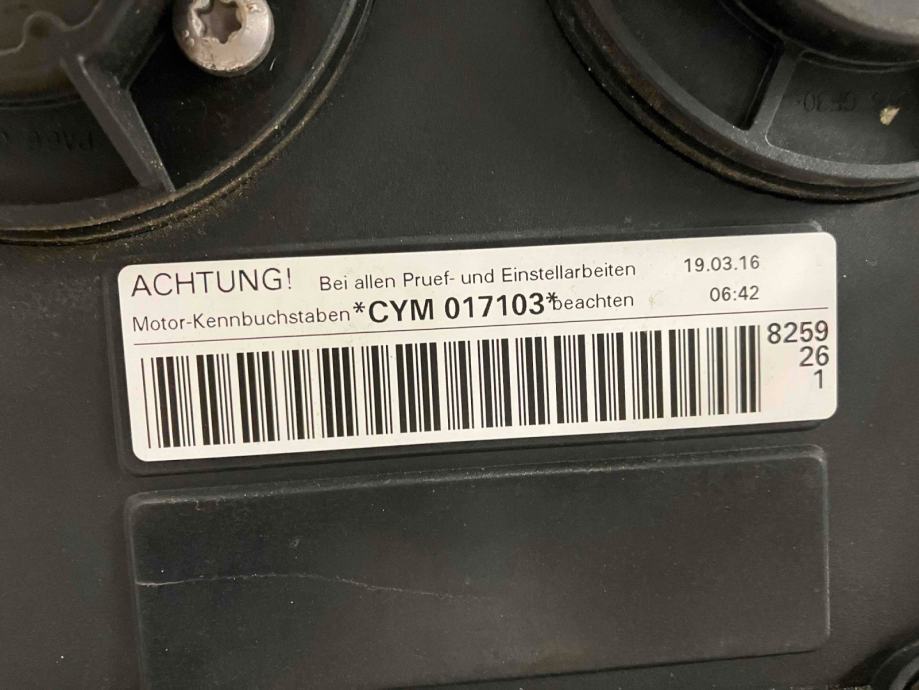 ACHTUNG! Bei allen Pruef- und Einstellarbeiten 19.03.16
Motor-Kennbuchstaben *CYM 017103* beachten 06:42
8259
26
1